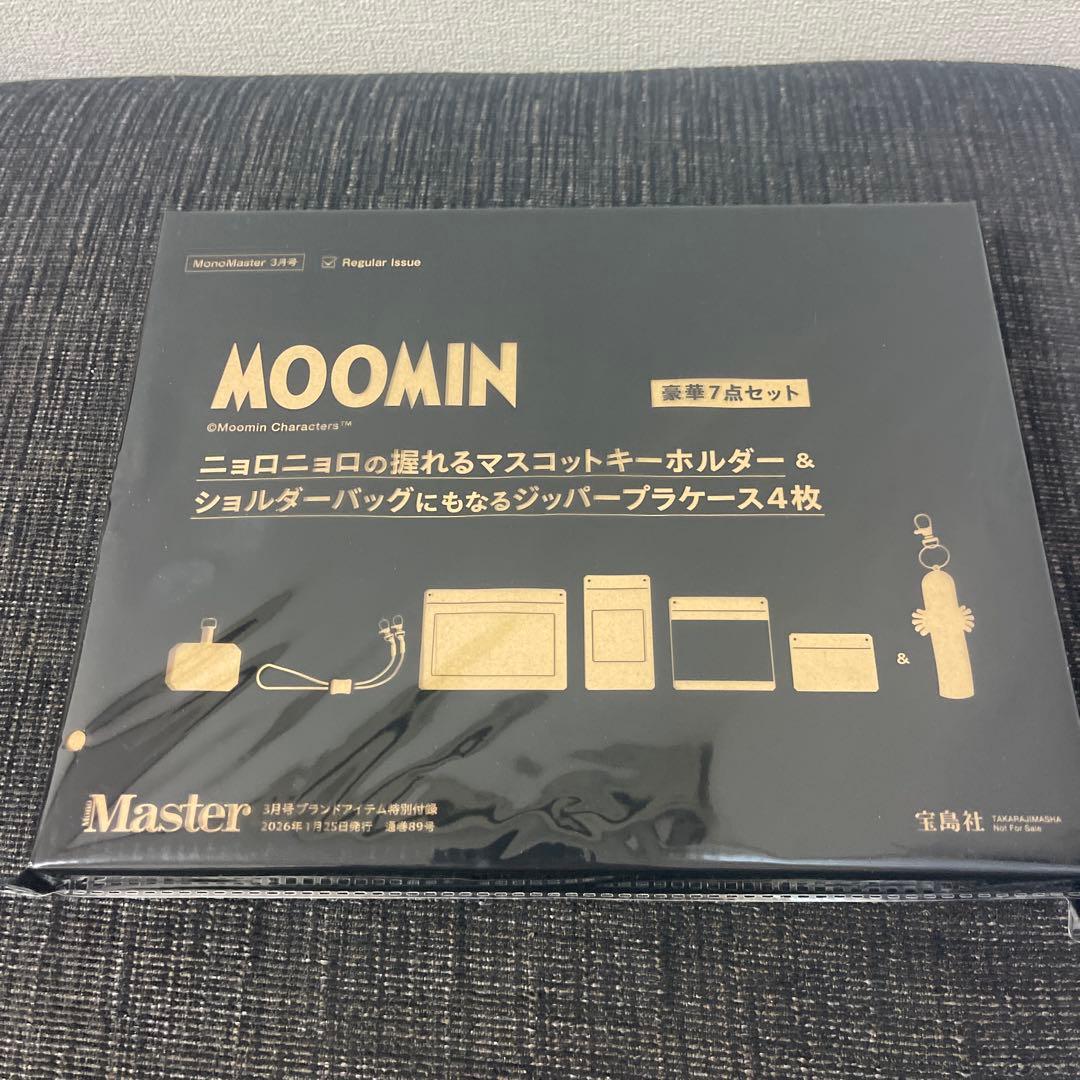 MonoMaster 3月号
Regular Issue
MOOMIN
©Moomin Characters™
豪華7点セット
ニョロニョロの握れるマスコットキーホルダー &
ショルダーバッグにもなるジッパープラケース4枚
&
MonoMaster
3月号ブランドアイテム特別付録
2026年1月25日発行 通巻89号
宝島社
TAKARAJIMASHA
Not For Sale